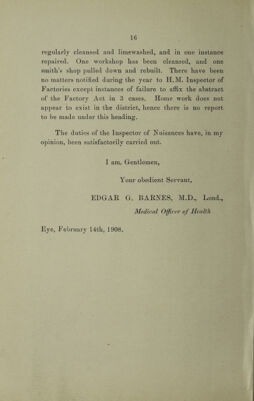 16
regularly cleansed and limewashed, and in one instance
repaired. One workshop has been cleansed, and one
smith's shop pulled down and rebuilt. There have been
no matters notified during the year to H.M. Inspector of
Factories except instances of failure to affix the abstract
of the Factory Act in 3 cases. Home work does not
appear to exist in the district, hence there is no report
to be made under this heading.
The duties of the Inspector of Nuisances have, in my
opinion, been satisfactorily carried out.
I am, Gentlemen,
Your obedient Servant,
EDGAR G. BARNES, M.D., Lond.,
Medical Officer of Health
Eye, February 14th, 1908.